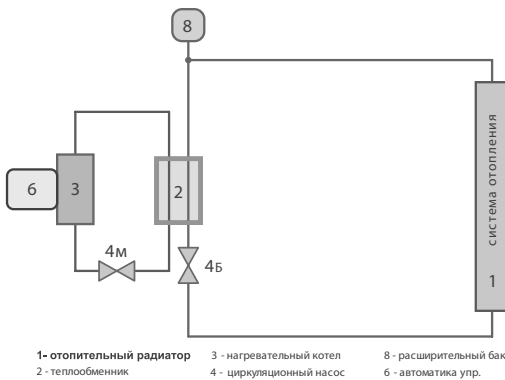 8
система отопления
6
3
2
4м
4Б
1
1- отопительный радиатор
3 - нагревательный котел
8 - расширительный бак
2 - теплообменник
4 - циркуляционный насос
6 - автоматика упр.